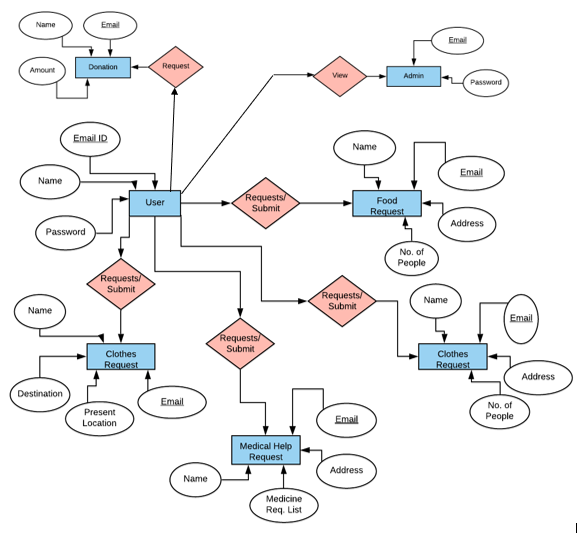 Name
Email
Donation
Request
Amount
View
Admin
Email
Password
Email ID
Name
User
Password
Requests/
Submit
Food
Request
Name
Email
Address
No. of
People
Requests/
Submit
Name
Clothes
Request
Destination
Present
Location
Email
Requests/
Submit
Requests/
Submit
Name
Email
Clothes
Request
Address
No. of
People
Medical Help
Request
Email
Name
Address
Medicine
Req. List